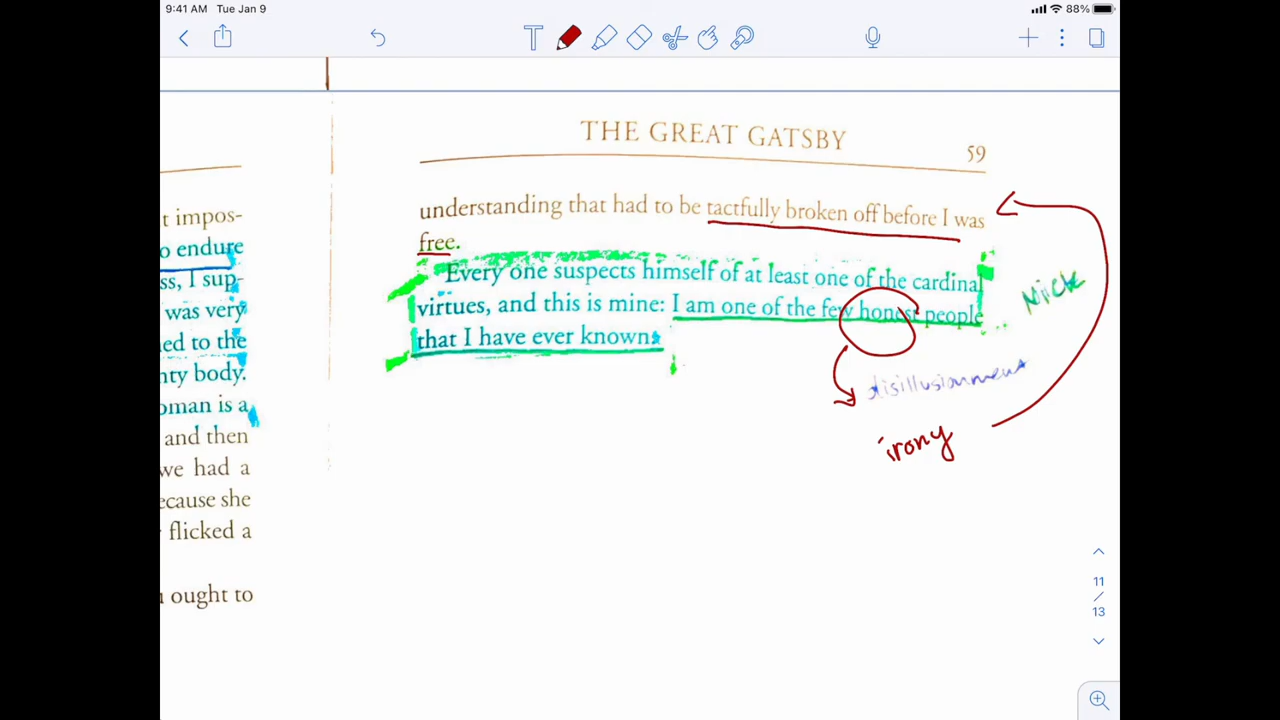 9:41 AM Tue Jan 9
88%
t impos-
o endure
ss, I sup-
was very
ed to the
nty body.
oman is a
and then
we had a
ecause she
flicked a
ought to
THE GREAT GATSBY
59
understanding that had to be tactfully broken off before I was
free.
Every one suspects himself of at least one of the cardinal
virtues, and this is mine: I am one of the few honest people
that I have ever known.
Nick
disillusionment
irony
11
/
13